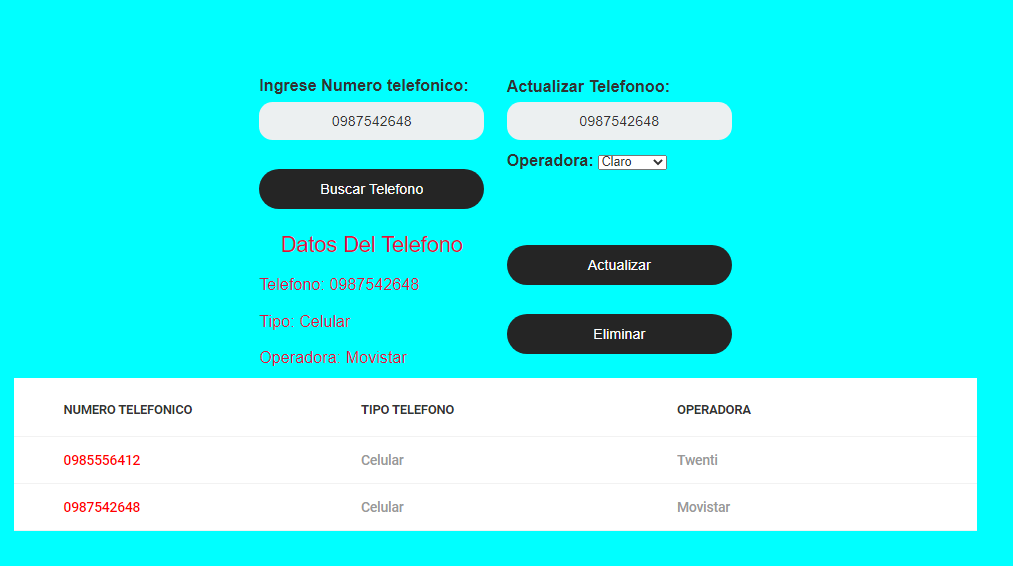 Ingrese Numero telefonico:
0987542648
Buscar Telefono
Datos Del Telefono
Telefono: 0987542648
Tipo: Celular
Operadora: Movistar
Actualizar Telefonoo:
0987542648
Operadora: Claro
Actualizar
Eliminar
NUMERO TELEFONICO TIPO TELEFONO OPERADORA
0985556412 Celular Twenti
0987542648 Celular Movistar